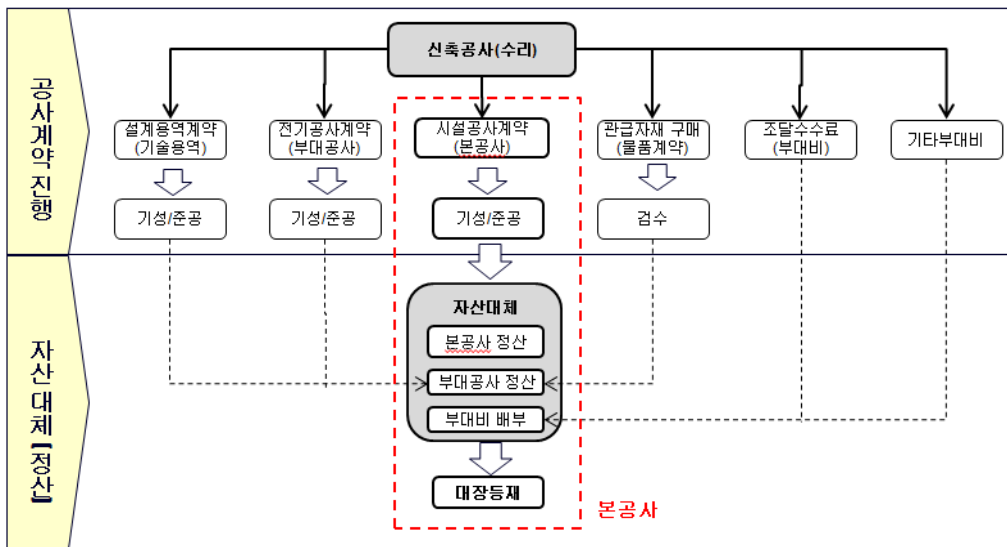 공사계약 진행
신축공사(수리)
설계용역계약
(기술용역)
전기공사계약
(부대공사)
시설공사계약
(본공사)
관급자재 구매
(물품계약)
조달수수료
(부대비)
기타부대비
기성/준공
기성/준공
기성/준공
검수
자산대체(정산)
자산대체
본공사 정산
부대공사 정산
부대비 배부
대장등재
본공사